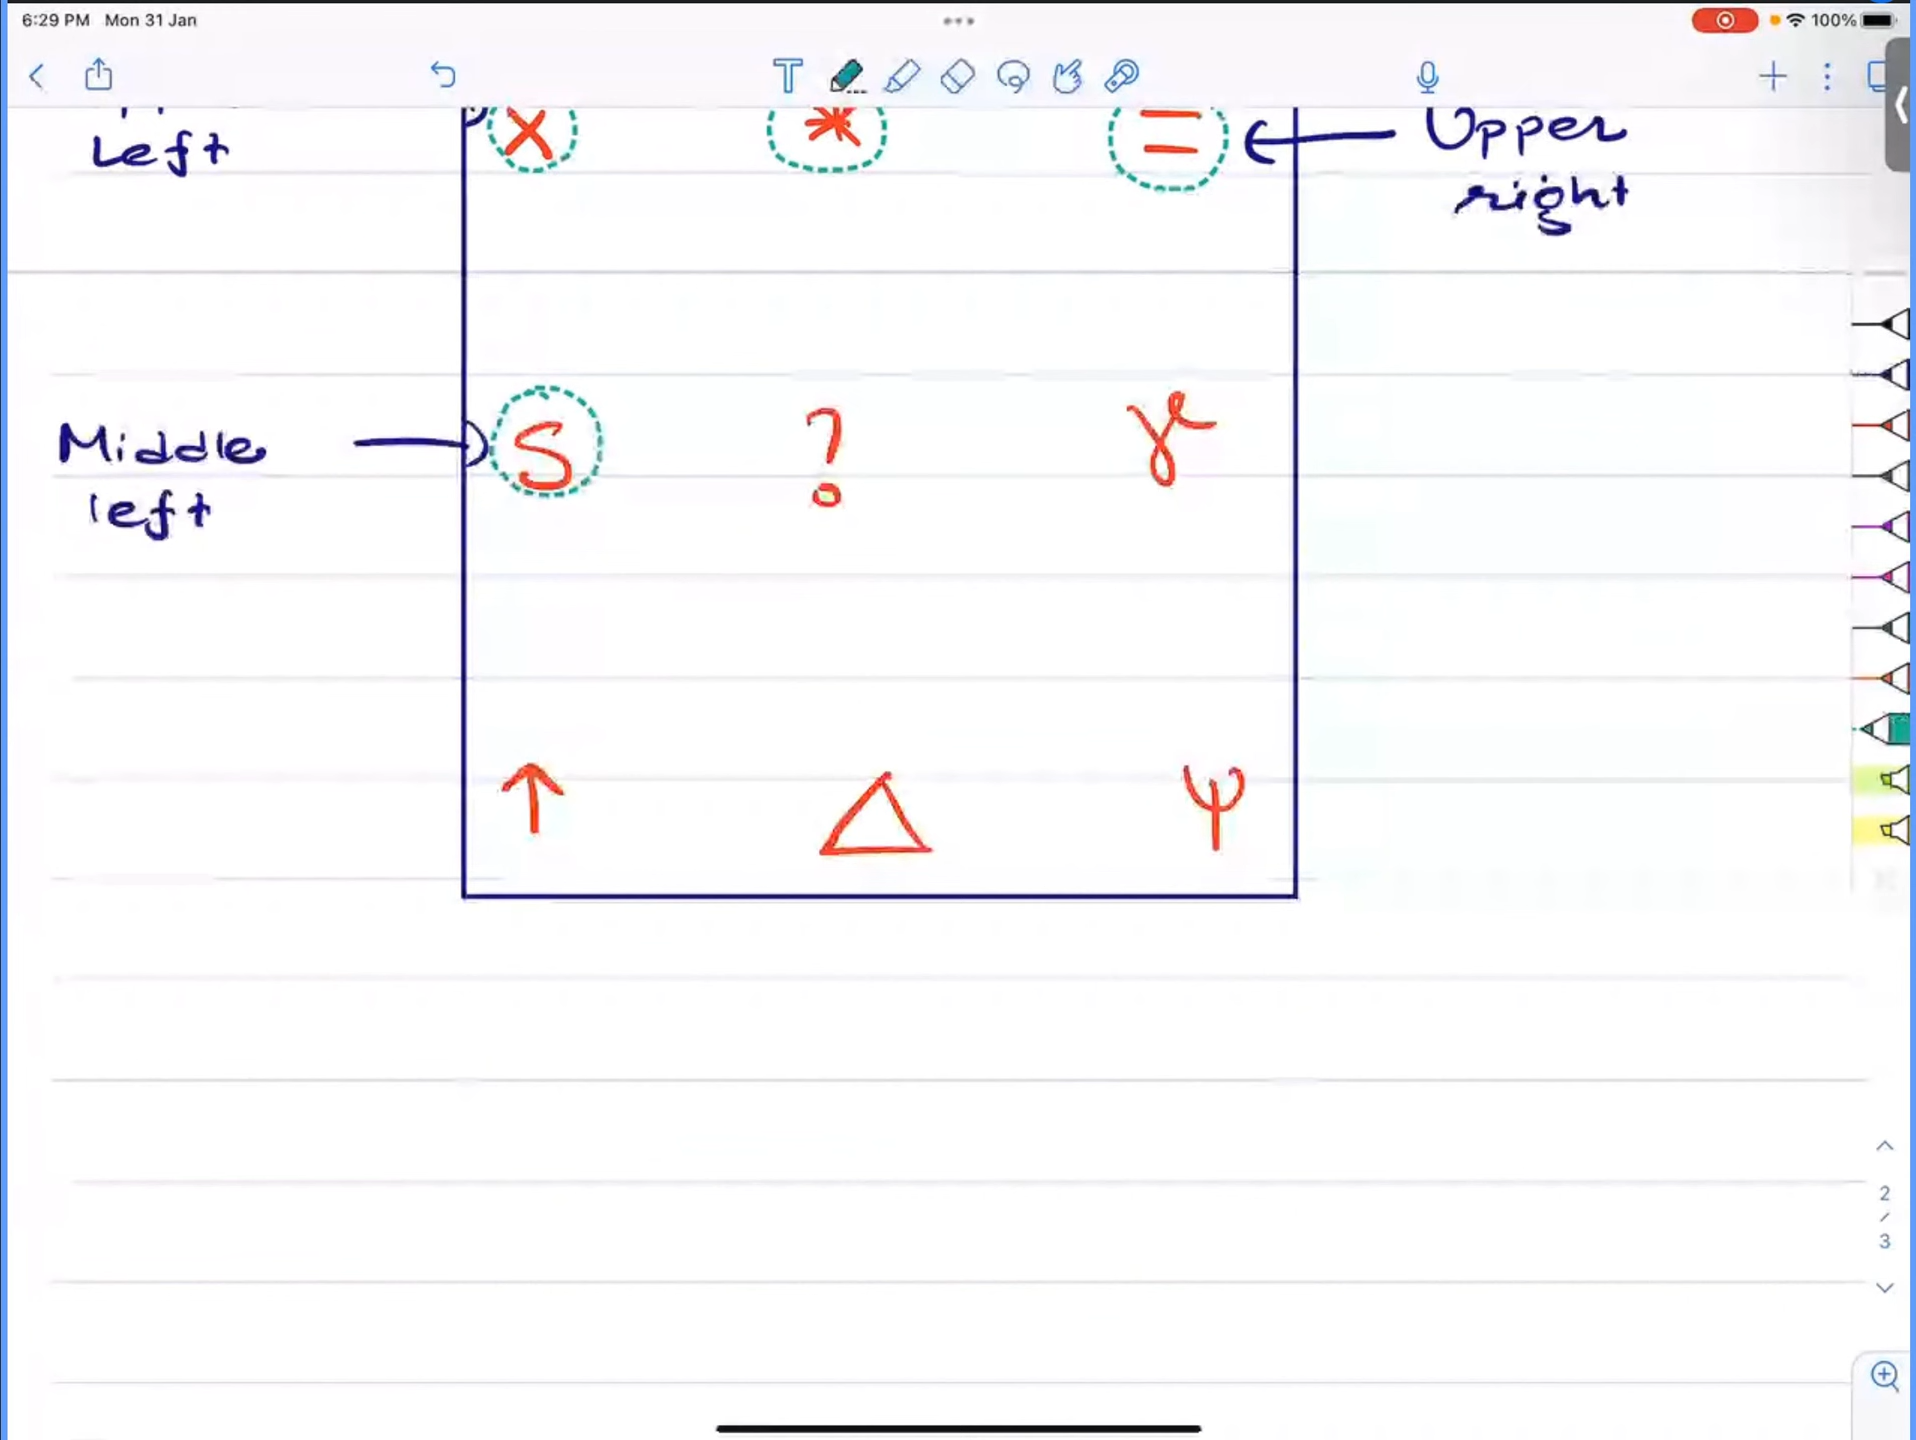 6:29 PM Mon 31 Jan
100%
T
Left
X * =
Upper
right
Middle
left
S ? γ
↑ △ ψ
2
/
3